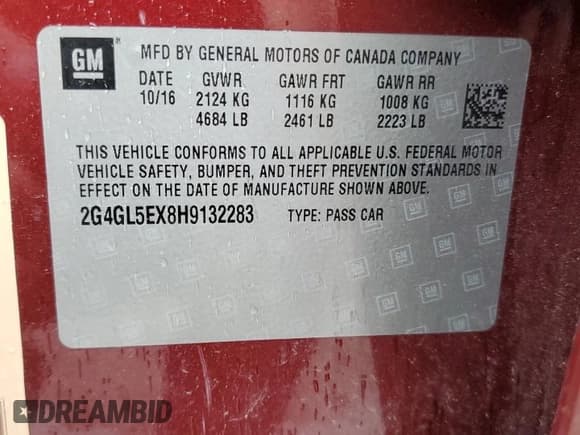 GM
MFD BY GENERAL MOTORS OF CANADA COMPANY
DATE GVWR GAWR FRT GAWR RR
10/16 2124 KG 1116 KG 1008 KG
4684 LB 2461 LB 2223 LB
THIS VEHICLE CONFORMS TO ALL APPLICABLE U.S. FEDERAL MOTOR
VEHICLE SAFETY, BUMPER, AND THEFT PREVENTION STANDARDS IN
EFFECT ON THE DATE OF MANUFACTURE SHOWN ABOVE.
2G4GL5EX8H9132283 TYPE: PASS CAR
DREAMBID